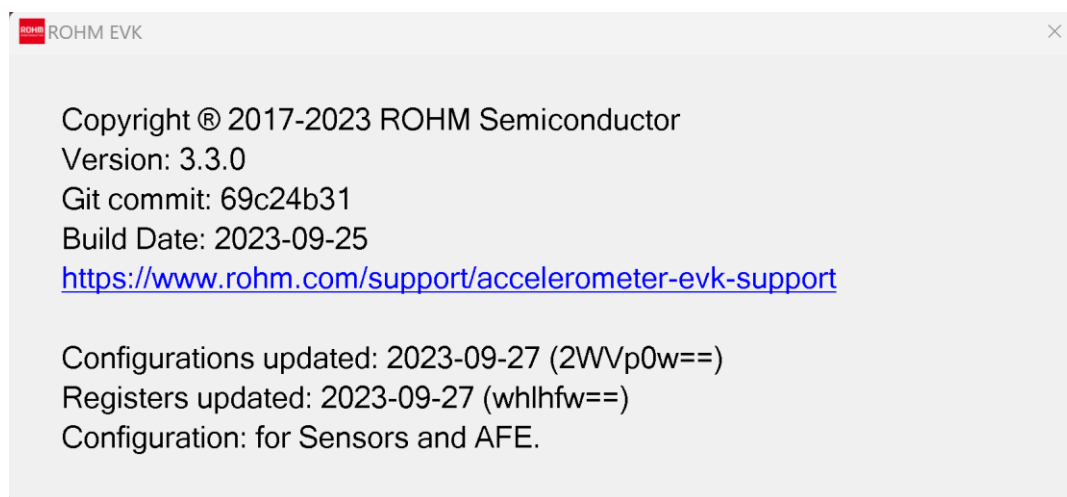 ROHM ROHM EVK
Copyright ® 2017-2023 ROHM Semiconductor
Version: 3.3.0
Git commit: 69c24b31
Build Date: 2023-09-25
https://www.rohm.com/support/accelerometer-evk-support
Configurations updated: 2023-09-27 (2WVp0w==)
Registers updated: 2023-09-27 (whlhfw==)
Configuration: for Sensors and AFE.